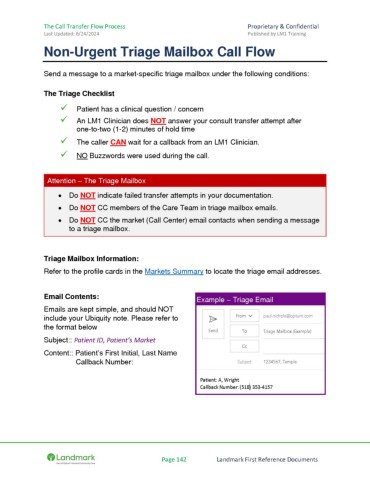 The Call Transfer Flow Process
Proprietary & Confidential
Last Updated: 6/24/2024
Published by LM1 Training
Non-Urgent Triage Mailbox Call Flow
Send a message to a market-specific triage mailbox under the following conditions:
The Triage Checklist
✓ Patient has a clinical question / concern
✓ An LM1 Clinician does NOT answer your consult transfer attempt after
one-to-two (1-2) minutes of hold time
✓ The caller CAN wait for a callback from an LM1 Clinician.
✓ NO Buzzwords were used during the call.
Attention – The Triage Mailbox
• Do NOT indicate failed transfer attempts in your documentation.
• Do NOT CC members of the Care Team in triage mailbox emails.
• Do NOT CC the market (Call Center) email contacts when sending a message
to a triage mailbox.
Triage Mailbox Information:
Refer to the profile cards in the Markets Summary to locate the triage email addresses.
Email Contents:
Emails are kept simple, and should NOT
include your Ubiquity note. Please refer to
the format below
Subject:: Patient ID, Patient's Market
Content:: Patient's First Initial, Last Name
Callback Number:
Example – Triage Email
Send
From
To
Triage Mailbox (Example)
Cc
Subject
1234567, Temple
Patient: A, Wright
Callback Number: (518) 353-4157
Landmark
Page 142
Landmark First Reference Documents